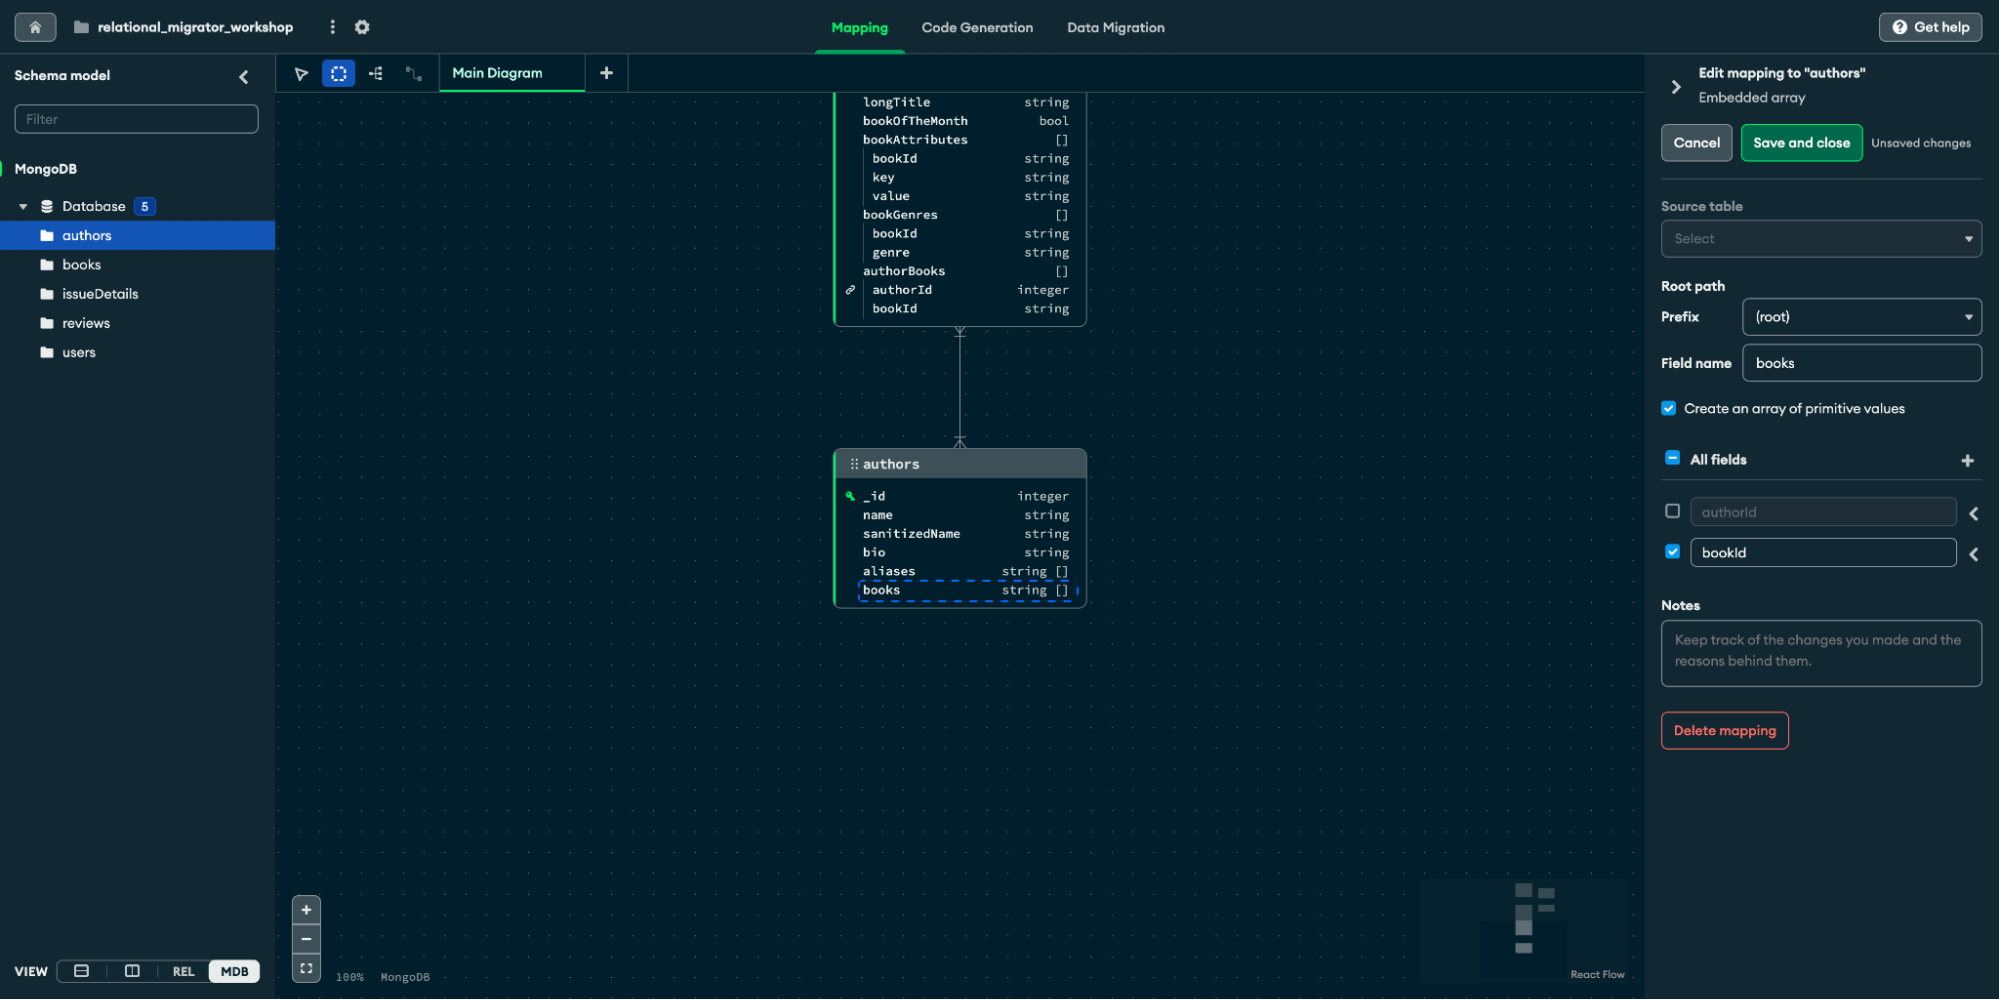 relational_migrator_workshop
Mapping
Code Generation
Data Migration
Get help
Schema model
Filter
MongoDB
Database 5
authors
books
issueDetails
reviews
users
VIEW
REL
MDB
Main Diagram
longTitle string
bookOfTheMonth bool
bookAttributes []
bookId string
key string
value string
bookGenres []
bookId string
genre string
authorBooks []
authorId integer
bookId string
authors
_id integer
name string
sanitizedName string
bio string
aliases string []
books string []
100% MongoDB
React Flow
Edit mapping to "authors"
Embedded array
Cancel
Save and close
Unsaved changes
Source table
Select
Root path
Prefix (root)
Field name books
Create an array of primitive values
All fields
authorId
bookId
Notes
Keep track of the changes you made and the
reasons behind them.
Delete mapping